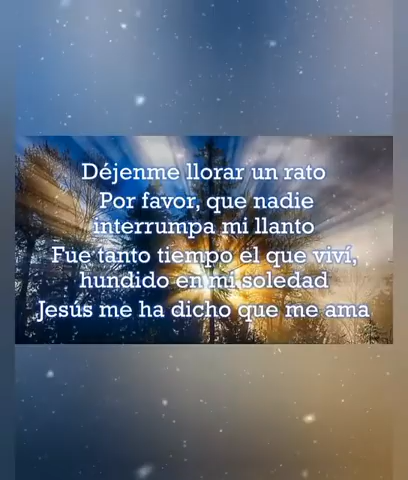 Déjenme llorar un rato
Por favor, que nadie
interrumpa mi llanto
Fue tanto tiempo el que viví,
hundido en mi soledad
Jesús me ha dicho que me ama